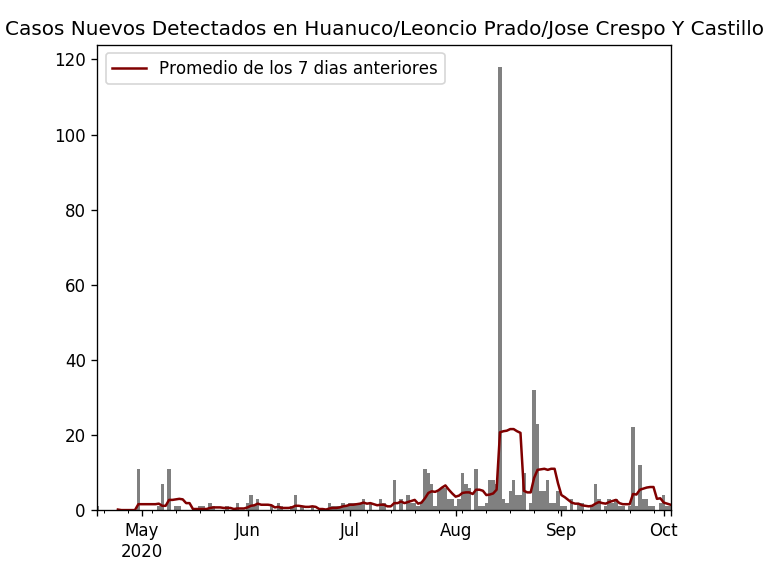 Casos Nuevos Detectados en Huanuco/Leoncio Prado/Jose Crespo Y Castillo
Promedio de los 7 dias anteriores
120
100
80
60
40
20
0
May Jun Jul Aug Sep Oct
2020